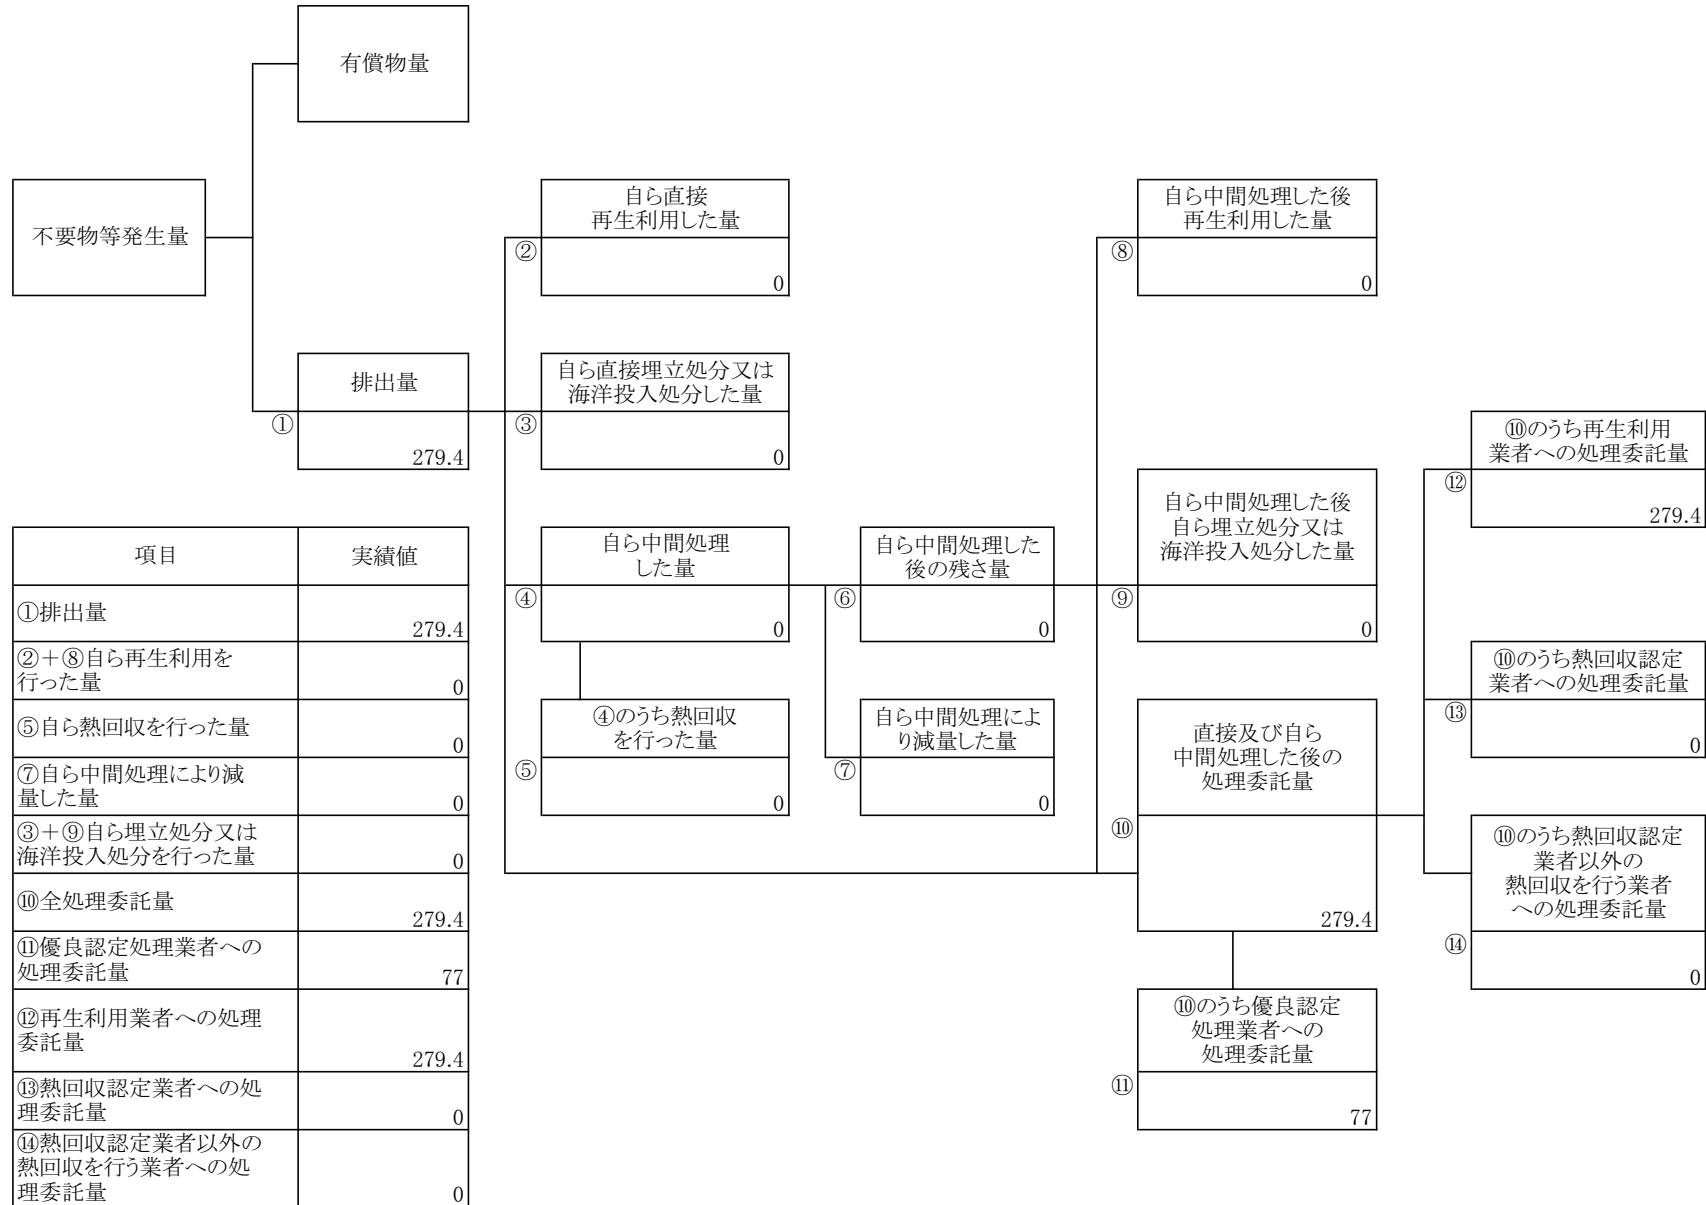 有償物量
不要物等発生量
自ら直接
再生利用した量
②
0
自ら中間処理した後
再生利用した量
⑧
0
排出量
①
279.4
自ら直接埋立処分又は
海洋投入処分した量
③
0
⑩のうち再生利用
業者への処理委託量
⑫
279.4
自ら中間処理
した量
④
0
自ら中間処理した
後の残さ量
⑥
0
自ら中間処理した後
自ら埋立処分又は
海洋投入処分した量
⑨
0
⑩のうち熱回収認定
業者への処理委託量
⑬
0
④のうち熱回収
を行った量
⑤
0
自ら中間処理によ
り減量した量
⑦
0
直接及び自ら
中間処理した後の
処理委託量
⑩
279.4
⑩のうち熱回収認定
業者以外の
熱回収を行う業者
への処理委託量
⑭
0
⑩のうち優良認定
処理業者への
処理委託量
⑪
77
項目 実績値
①排出量
279.4
②+⑧自ら再生利用を
行った量
0
⑤自ら熱回収を行った量
0
⑦自ら中間処理により減
量した量
0
③+⑨自ら埋立処分又は
海洋投入処分を行った量
0
⑩全処理委託量
279.4
⑪優良認定処理業者への
処理委託量
77
⑫再生利用業者への処理
委託量
279.4
⑬熱回収認定業者への処
理委託量
0
⑭熱回収認定業者以外の
熱回収を行う業者への処
理委託量
0